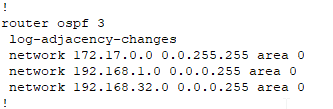 !
router ospf 3
log-adjacency-changes
network 172.17.0.0 0.0.255.255 area 0
network 192.168.1.0 0.0.0.255 area 0
network 192.168.32.0 0.0.0.255 area 0
!